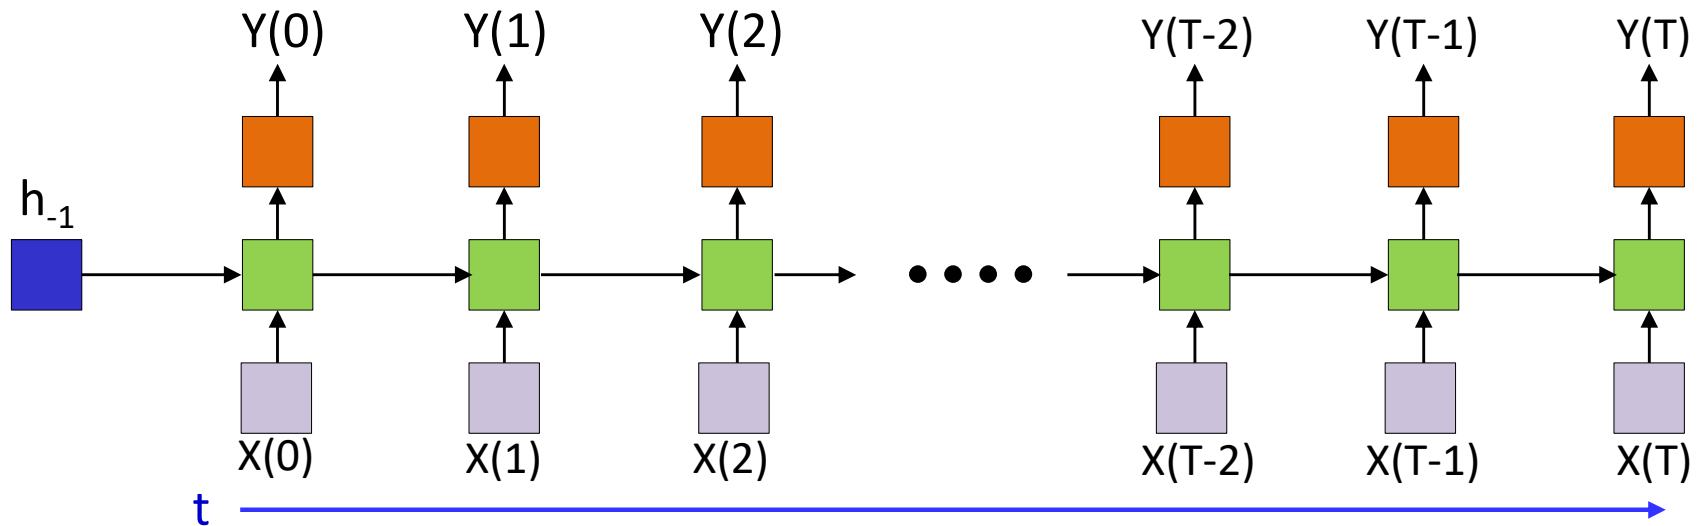 Y(0) Y(1) Y(2) Y(T-2) Y(T-1) Y(T)
h-1
X(0) X(1) X(2) X(T-2) X(T-1) X(T)
t